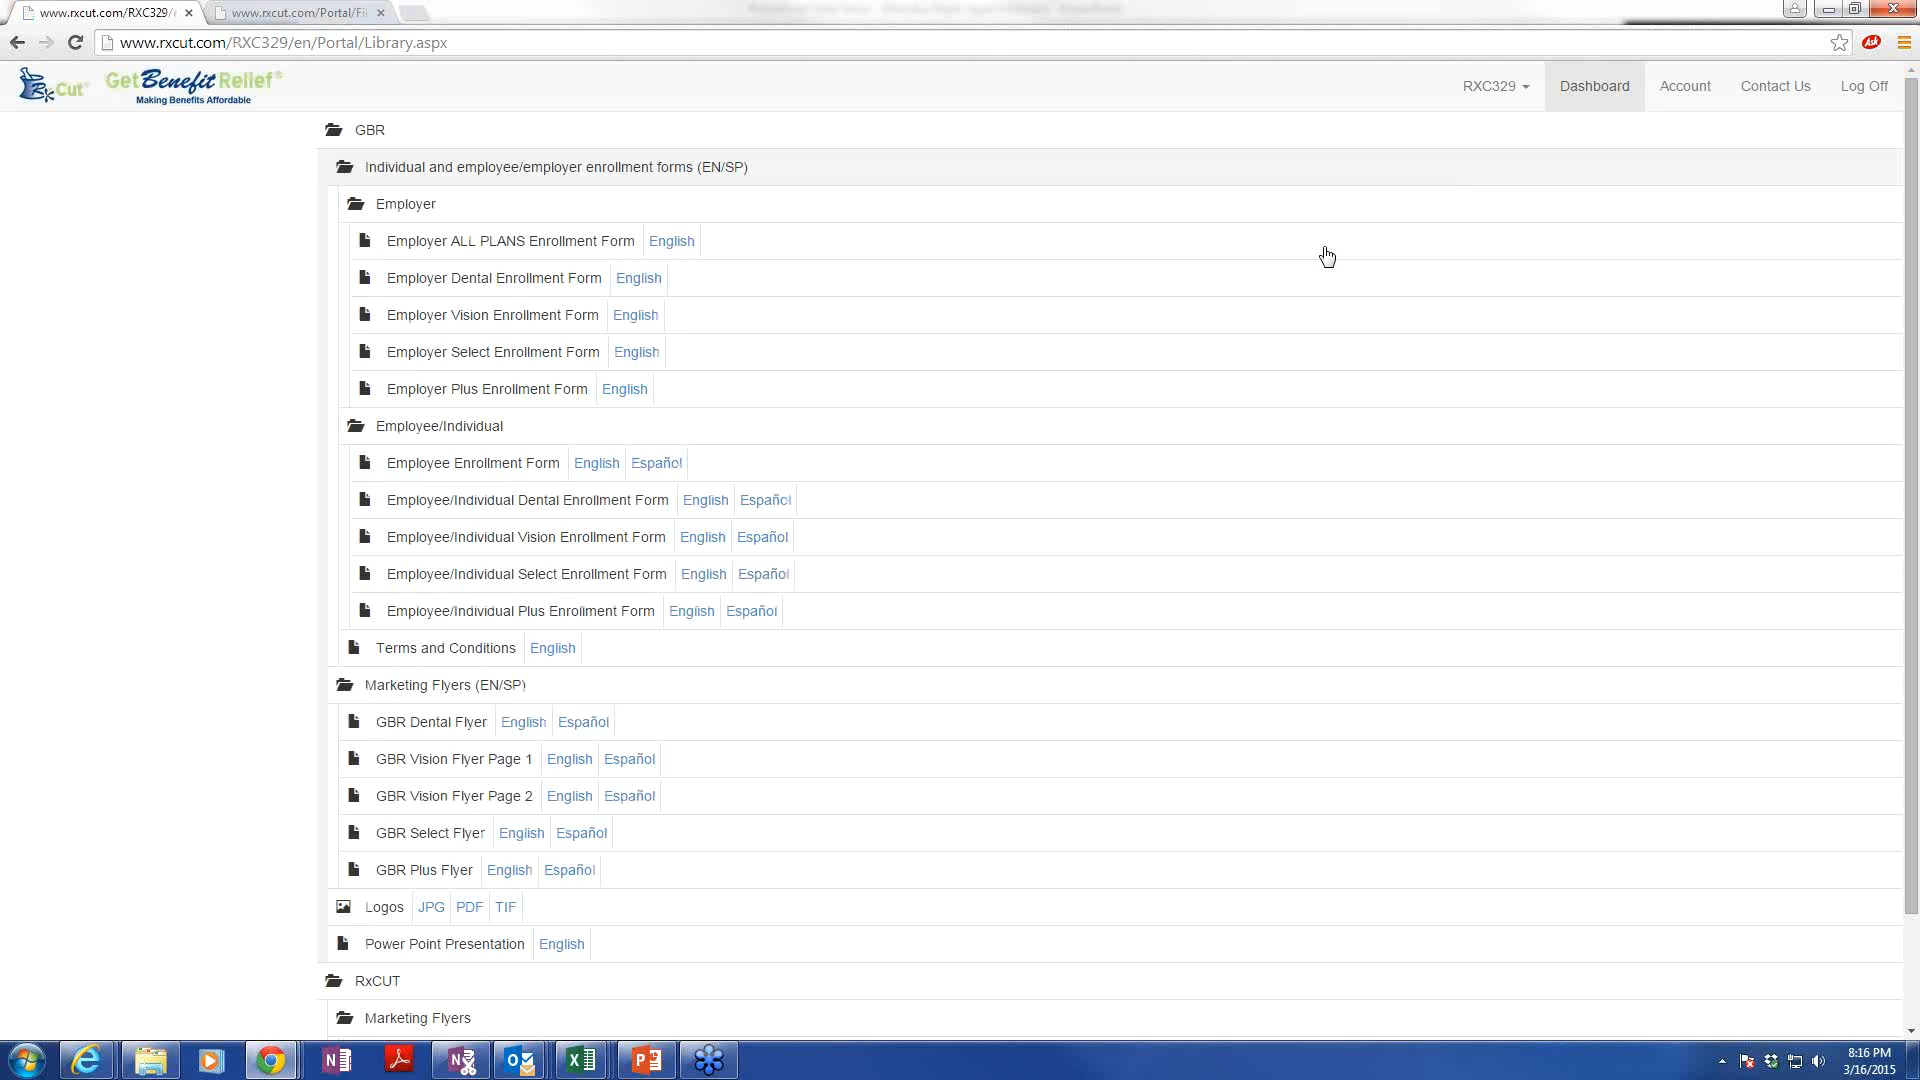 www.rxcut.com/RXC329/
www.rxcut.com/Portal/Fi
www.rxcut.com/RXC329/en/Portal/Library.aspx
Ask
Rx Cut®
GetBenefit Relief®
Making Benefits Affordable
RXC329
Dashboard
Account
Contact Us
Log Off
GBR
Individual and employee/employer enrollment forms (EN/SP)
Employer
Employer ALL PLANS Enrollment Form English
Employer Dental Enrollment Form English
Employer Vision Enrollment Form English
Employer Select Enrollment Form English
Employer Plus Enrollment Form English
Employee/Individual
Employee Enrollment Form English Español
Employee/Individual Dental Enrollment Form English Español
Employee/Individual Vision Enrollment Form English Español
Employee/Individual Select Enrollment Form English Español
Employee/Individual Plus Enrollment Form English Español
Terms and Conditions English
Marketing Flyers (EN/SP)
GBR Dental Flyer English Español
GBR Vision Flyer Page 1 English Español
GBR Vision Flyer Page 2 English Español
GBR Select Flyer English Español
GBR Plus Flyer English Español
Logos JPG PDF TIF
Power Point Presentation English
RxCUT
Marketing Flyers
8:16 PM
3/16/2015